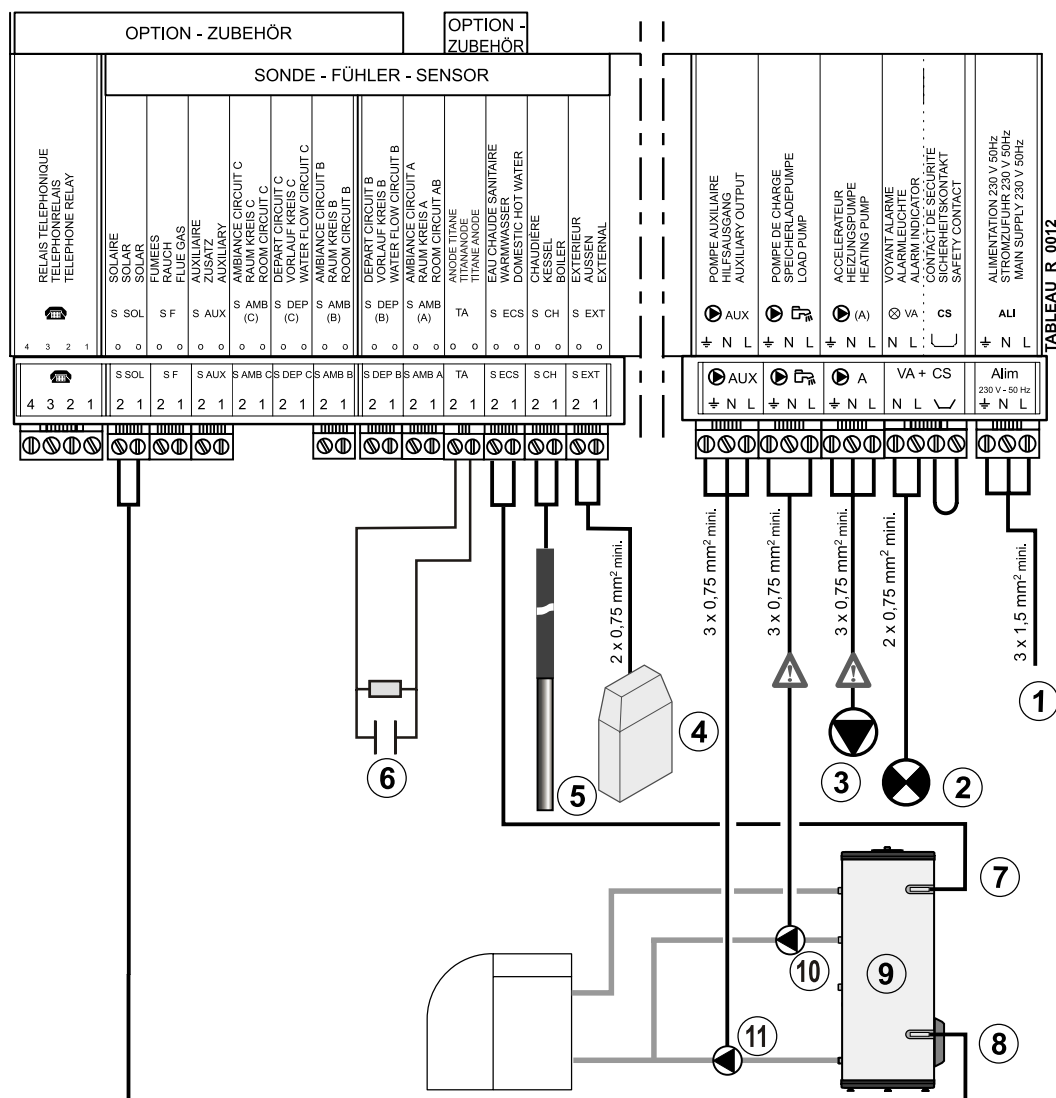 OPTION - ZUBEHÖR
OPTION -
ZUBEHÖR
SONDE - FÜHLER - SENSOR
RELAIS TELEPHONIQUE
TELEPHONRELAIS
TELEPHONE RELAY
SOLAIRE
SOLAR
SOLAR
FUMEES
RAUCH
FLUE GAS
AUXILIAIRE
ZUSATZ
AUXILIARY
AMBIANCE CIRCUIT C
RAUM KREIS C
ROOM CIRCUIT C
DEPART CIRCUIT C
VORLAUF KREIS C
WATER FLOW CIRCUIT C
AMBIANCE CIRCUIT B
RAUM KREIS B
ROOM CIRCUIT B
DEPART CIRCUIT B
VORLAUF KREIS B
WATER FLOW CIRCUIT B
AMBIANCE CIRCUIT A
RAUM KREIS A
ROOM CIRCUIT AB
ANODE TITANE
TITANANODE
TITANE ANODE
EAU CHAUDE SANITAIRE
WARMWASSER
DOMESTIC HOT WATER
CHAUDIÈRE
KESSEL
BOILER
EXTERIEUR
AUSSEN
EXTERNAL
POMPE AUXILIAIRE
HILFSAUSGANG
AUXILIARY OUTPUT
POMPE DE CHARGE
SPEICHERLADEPUMPE
LOAD PUMP
ACCELERATEUR
HEIZUNGSPUMPE
HEATING PUMP
VOYANT ALARME
ALARMLEUCHTE
ALARM INDICATOR
CONTACT DE SÉCURITE
SICHERHEITSKONTAKT
SAFETY CONTACT
ALIMENTATION 230 V 50Hz
STROMZUFUHR 230 V 50Hz
MAIN SUPPLY 230 V 50Hz
TABLEAU_R_0012
S SOL
S F
S AUX
S AMB
(C)
S DEP
(C)
S AMB
(B)
S DEP
(B)
S AMB
(A)
TA
S ECS
S CH
S EXT
AUX
(A)
VA
CS
ALI
4 3 2 1
N L
N L
N L
N L
N L
S SOL
S F
S AUX
S AMB C
S DEP C
S AMB B
S DEP B
S AMB A
TA
S ECS
S CH
S EXT
AUX
A
VA + CS
Alim
230 V - 50 Hz
4 3 2 1
2 1
2 1
2 1
2 1
2 1
2 1
2 1
2 1
2 1
2 1
2 1
2 1
N L
N L
N L
N L
N L
2 x 0,75 mm² mini.
3 x 0,75 mm² mini.
3 x 0,75 mm² mini.
3 x 0,75 mm² mini.
2 x 0,75 mm² mini.
3 x 1,5 mm² mini.
1
2
3
4
5
6
7
8
9
10
11